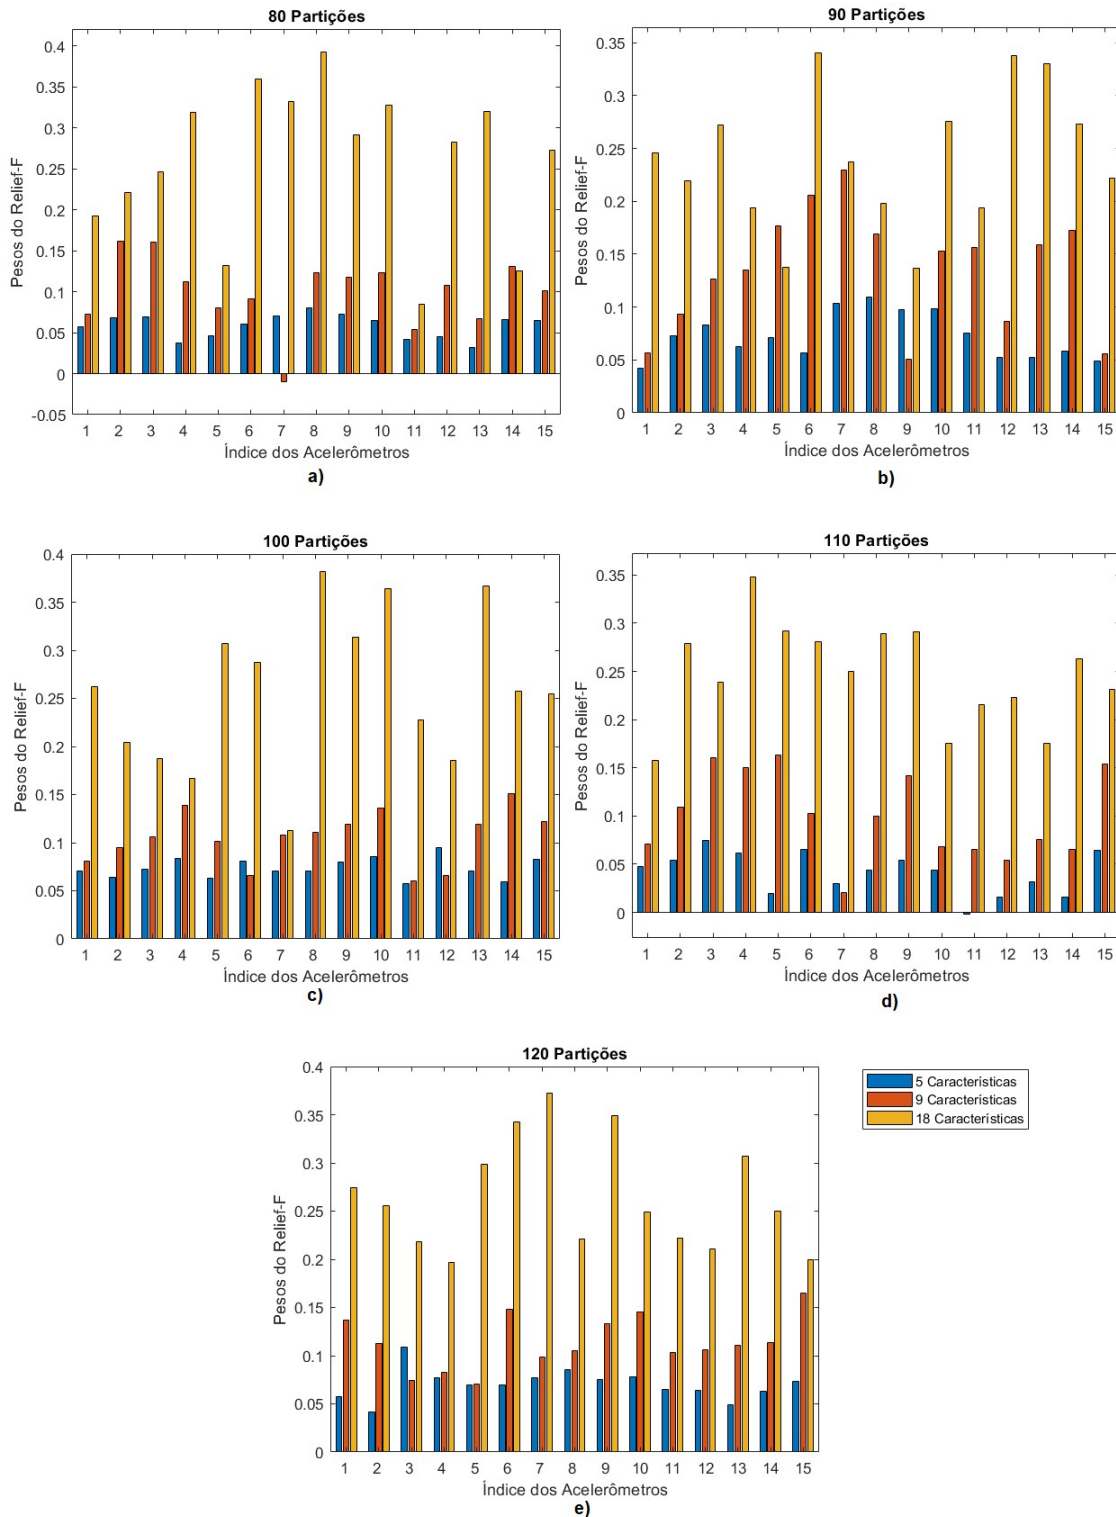 80 Partições
Pesos do Relief-F
0.4
0.35
0.3
0.25
0.2
0.15
0.1
0.05
0
-0.05
1 2 3 4 5 6 7 8 9 10 11 12 13 14 15
Índice dos Acelerômetros
a)
90 Partições
Pesos do Relief-F
0.35
0.3
0.25
0.2
0.15
0.1
0.05
0
1 2 3 4 5 6 7 8 9 10 11 12 13 14 15
Índice dos Acelerômetros
b)
100 Partições
Pesos do Relief-F
0.4
0.35
0.3
0.25
0.2
0.15
0.1
0.05
0
1 2 3 4 5 6 7 8 9 10 11 12 13 14 15
Índice dos Acelerômetros
c)
110 Partições
Pesos do Relief-F
0.35
0.3
0.25
0.2
0.15
0.1
0.05
0
1 2 3 4 5 6 7 8 9 10 11 12 13 14 15
Índice dos Acelerômetros
d)
120 Partições
Pesos do Relief-F
0.4
0.35
0.3
0.25
0.2
0.15
0.1
0.05
0
1 2 3 4 5 6 7 8 9 10 11 12 13 14 15
Índice dos Acelerômetros
e)
5 Características
9 Características
18 Características